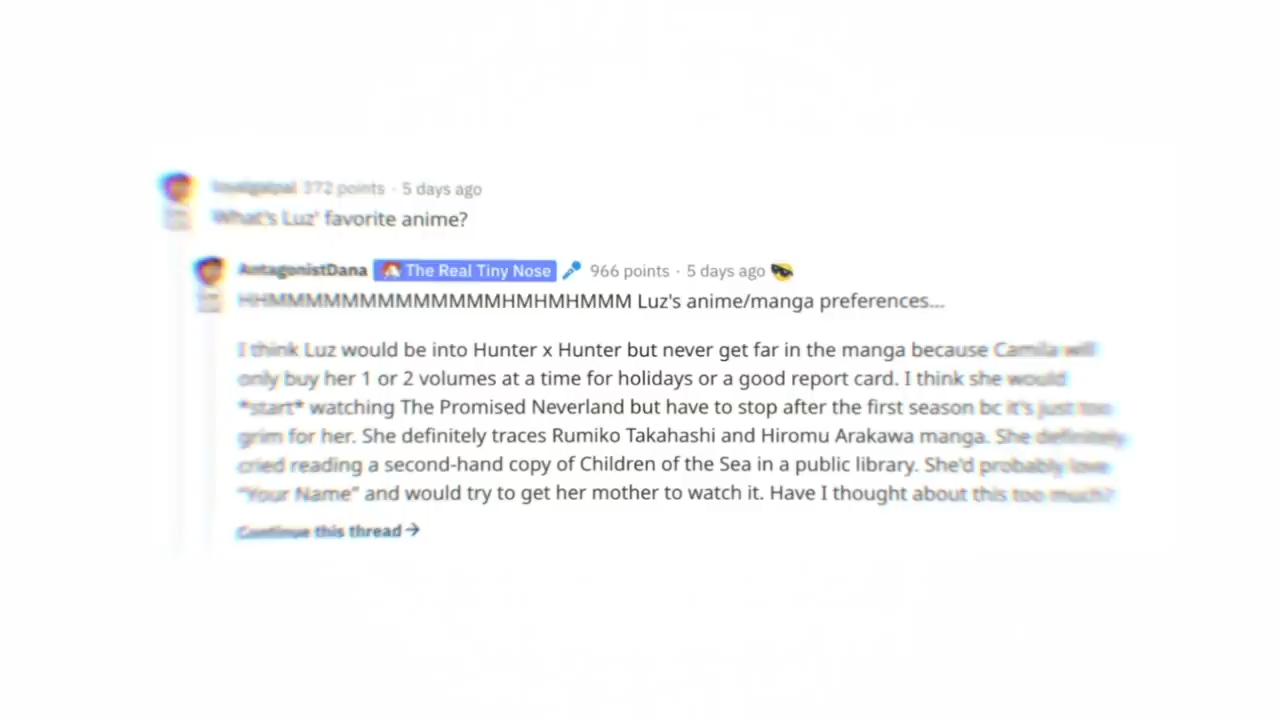 372 points · 5 days ago
What's Luz' favorite anime?
AntagonistDana The Real Tiny Nose 966 points · 5 days ago
HHMMMMMMMMMMMMMHMHMHMMM Luz's anime/manga preferences...
I think Luz would be into Hunter x Hunter but never get far in the manga because Camila will
only buy her 1 or 2 volumes at a time for holidays or a good report card. I think she would
*start* watching The Promised Neverland but have to stop after the first season bc it's just too
grim for her. She definitely traces Rumiko Takahashi and Hiromu Arakawa manga. She definitely
cried reading a second-hand copy of Children of the Sea in a public library. She'd probably love
"Your Name" and would try to get her mother to watch it. Have I thought about this too much?
Continue this thread →